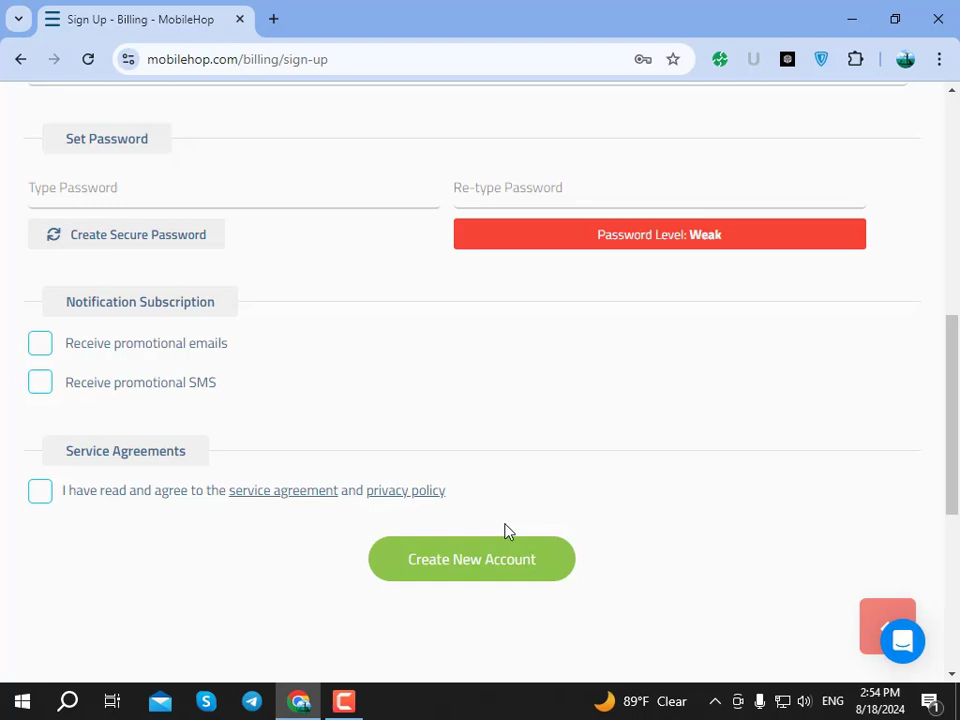 Sign Up - Billing - MobileHop
mobilehop.com/billing/sign-up
Set Password
Type Password
Re-type Password
Create Secure Password
Password Level: Weak
Notification Subscription
Receive promotional emails
Receive promotional SMS
Service Agreements
I have read and agree to the service agreement and privacy policy
Create New Account
89°F Clear
ENG
2:54 PM
8/18/2024
1